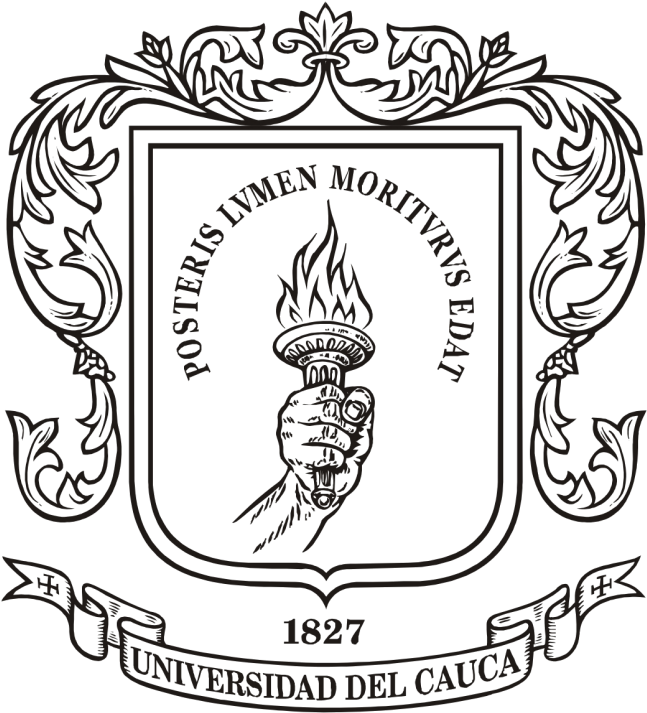 POSTERIS LVMEN MORITVRVS EDAT
1827
UNIVERSIDAD DEL CAUCA